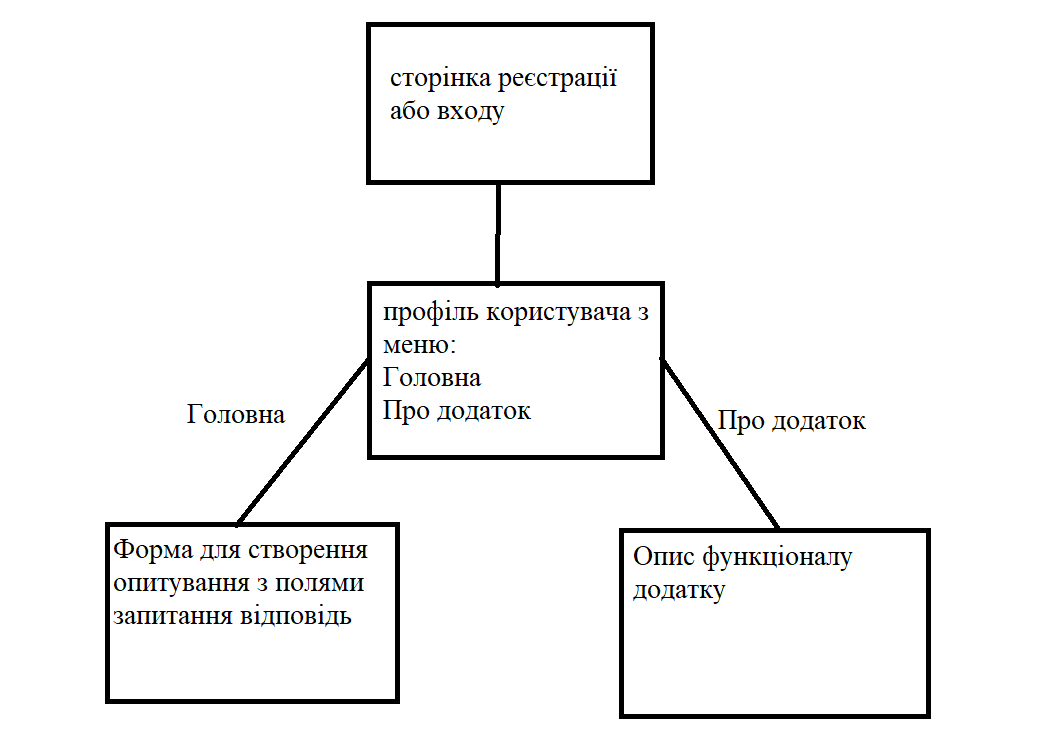 сторінка реєстрації
або входу
профіль користувача з
меню:
Головна
Про додаток
Головна
Про додаток
Форма для створення
опитування з полями
запитання відповідь
Опис функціоналу
додатку